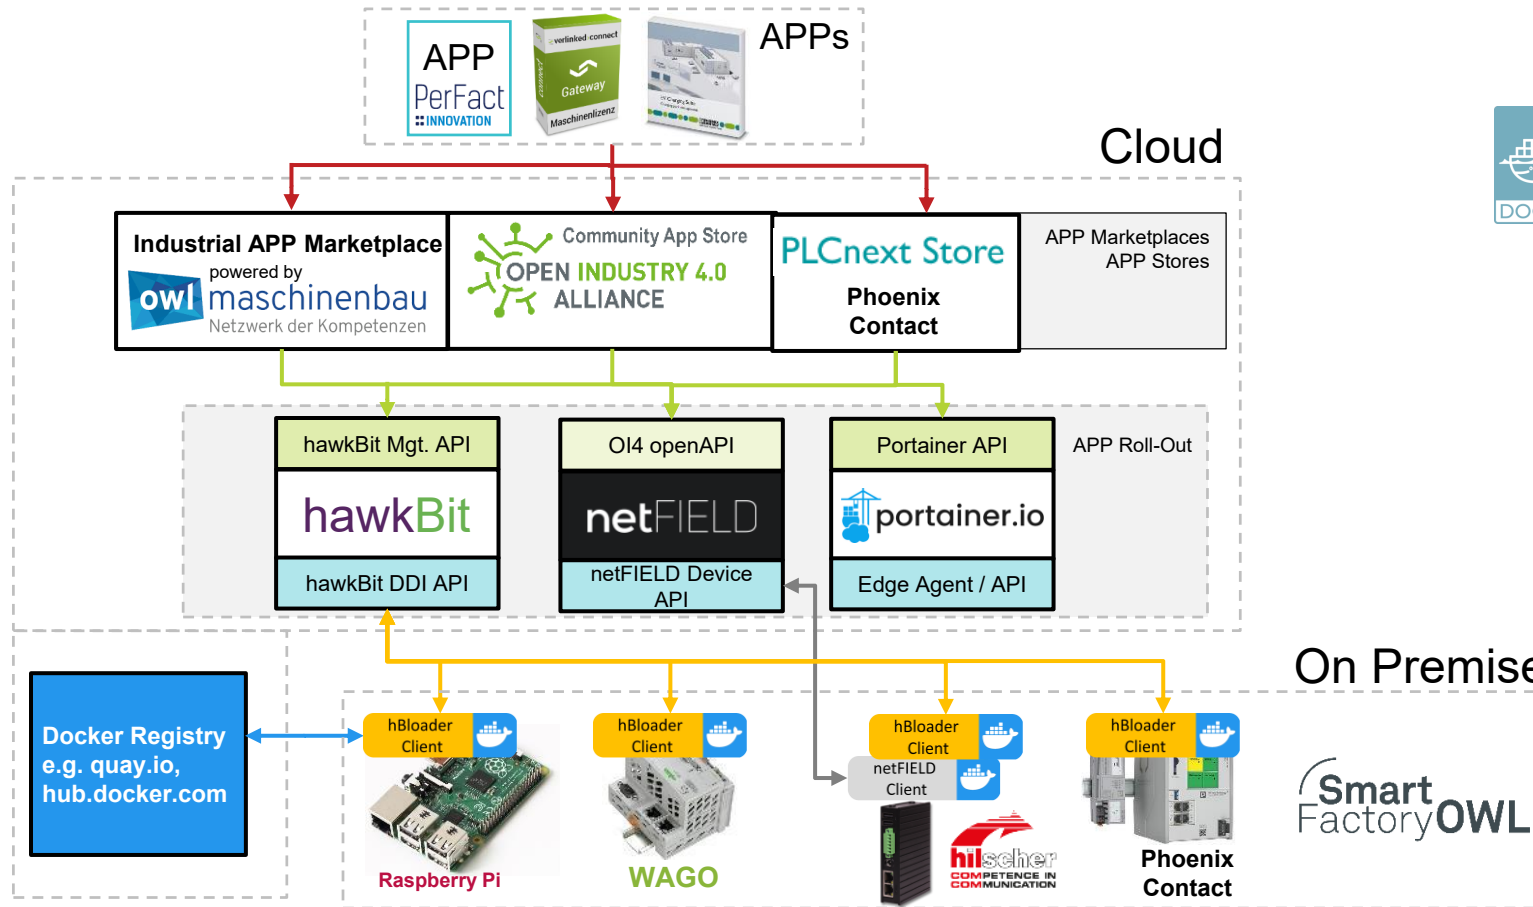 APP
PerFact
INNOVATION
verlinked-connect
Gateway
Maschinenlizenz
APPs
Cloud
Industrial APP Marketplace
powered by
owl maschinenbau
Netzwerk der Kompetenzen
Community App Store
OPEN INDUSTRY 4.0
ALLIANCE
PLCnext Store
Phoenix
Contact
APP Marketplaces
APP Stores
hawkBit Mgt. API
OI4 openAPI
Portainer API
APP Roll-Out
hawkBit
netFIELD
portainer.io
hawkBit DDI API
netFIELD Device
API
Edge Agent / API
On Premise
Docker Registry
e.g. quay.io,
hub.docker.com
hBloader
Client
hBloader
Client
hBloader
Client
netFIELD
Client
hBloader
Client
Raspberry Pi
WAGO
hilscher
COMPETENCE IN
COMMUNICATION
Phoenix
Contact
Smart
FactoryOWL